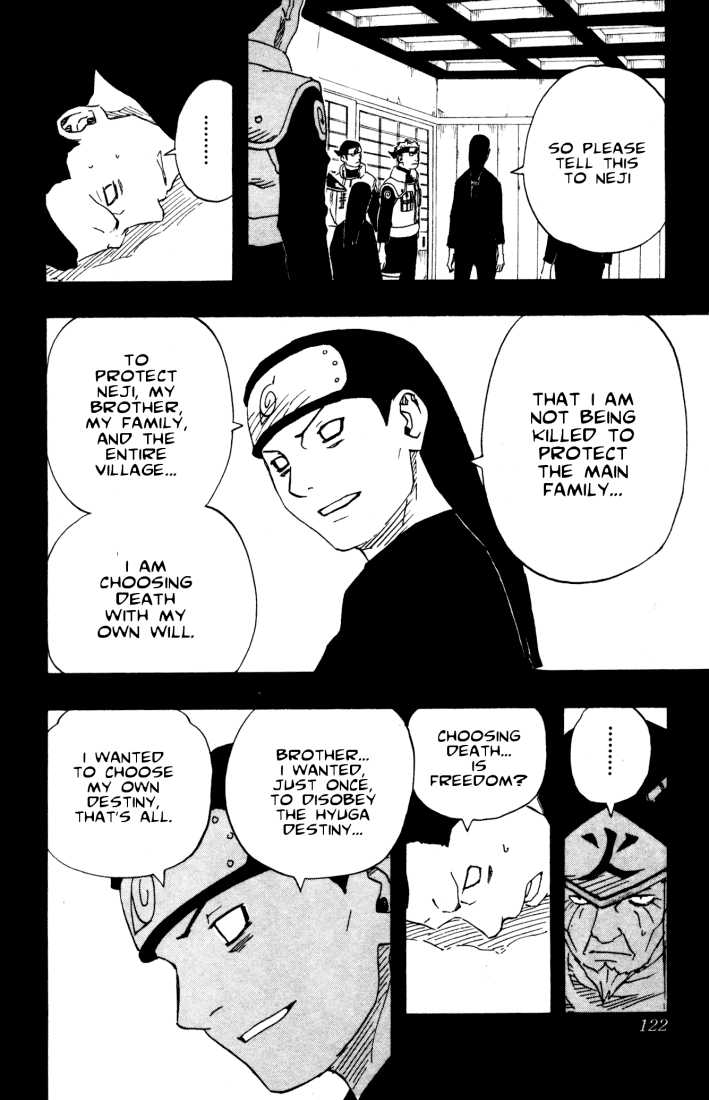 SO PLEASE
TELL THIS
TO NEJI
.........
THAT I AM
NOT BEING
KILLED TO
PROTECT
THE MAIN
FAMILY...
TO
PROTECT
NEJI, MY
BROTHER,
MY FAMILY,
AND THE
ENTIRE
VILLAGE...
I AM
CHOOSING
DEATH
WITH MY
OWN WILL.
.........
火
CHOOSING
DEATH...
IS
FREEDOM?
BROTHER...
I WANTED,
JUST ONCE,
TO DISOBEY
THE HYUGA
DESTINY...
I WANTED
TO CHOOSE
MY OWN
DESTINY,
THAT'S ALL.
122